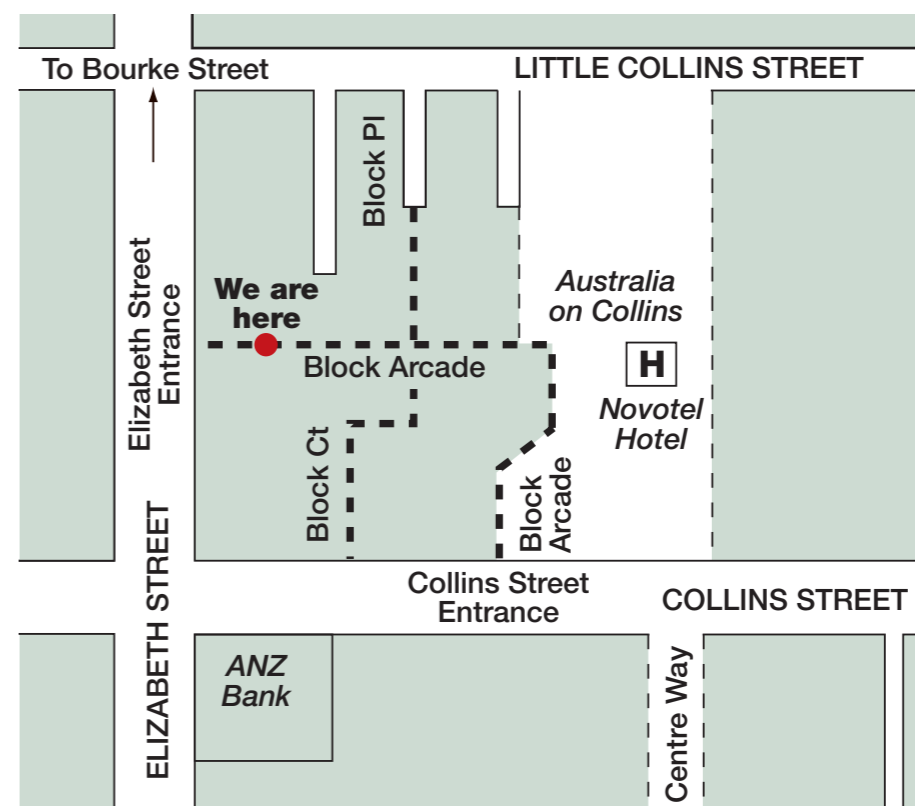 To Bourke Street
LITTLE COLLINS STREET
Block Pl
Elizabeth Street
Entrance
We are
here
Australia
on Collins
Block Arcade
H
Novotel
Hotel
Block Ct
Block
Arcade
ELIZABETH STREET
Collins Street
Entrance
COLLINS STREET
ANZ
Bank
Centre Way